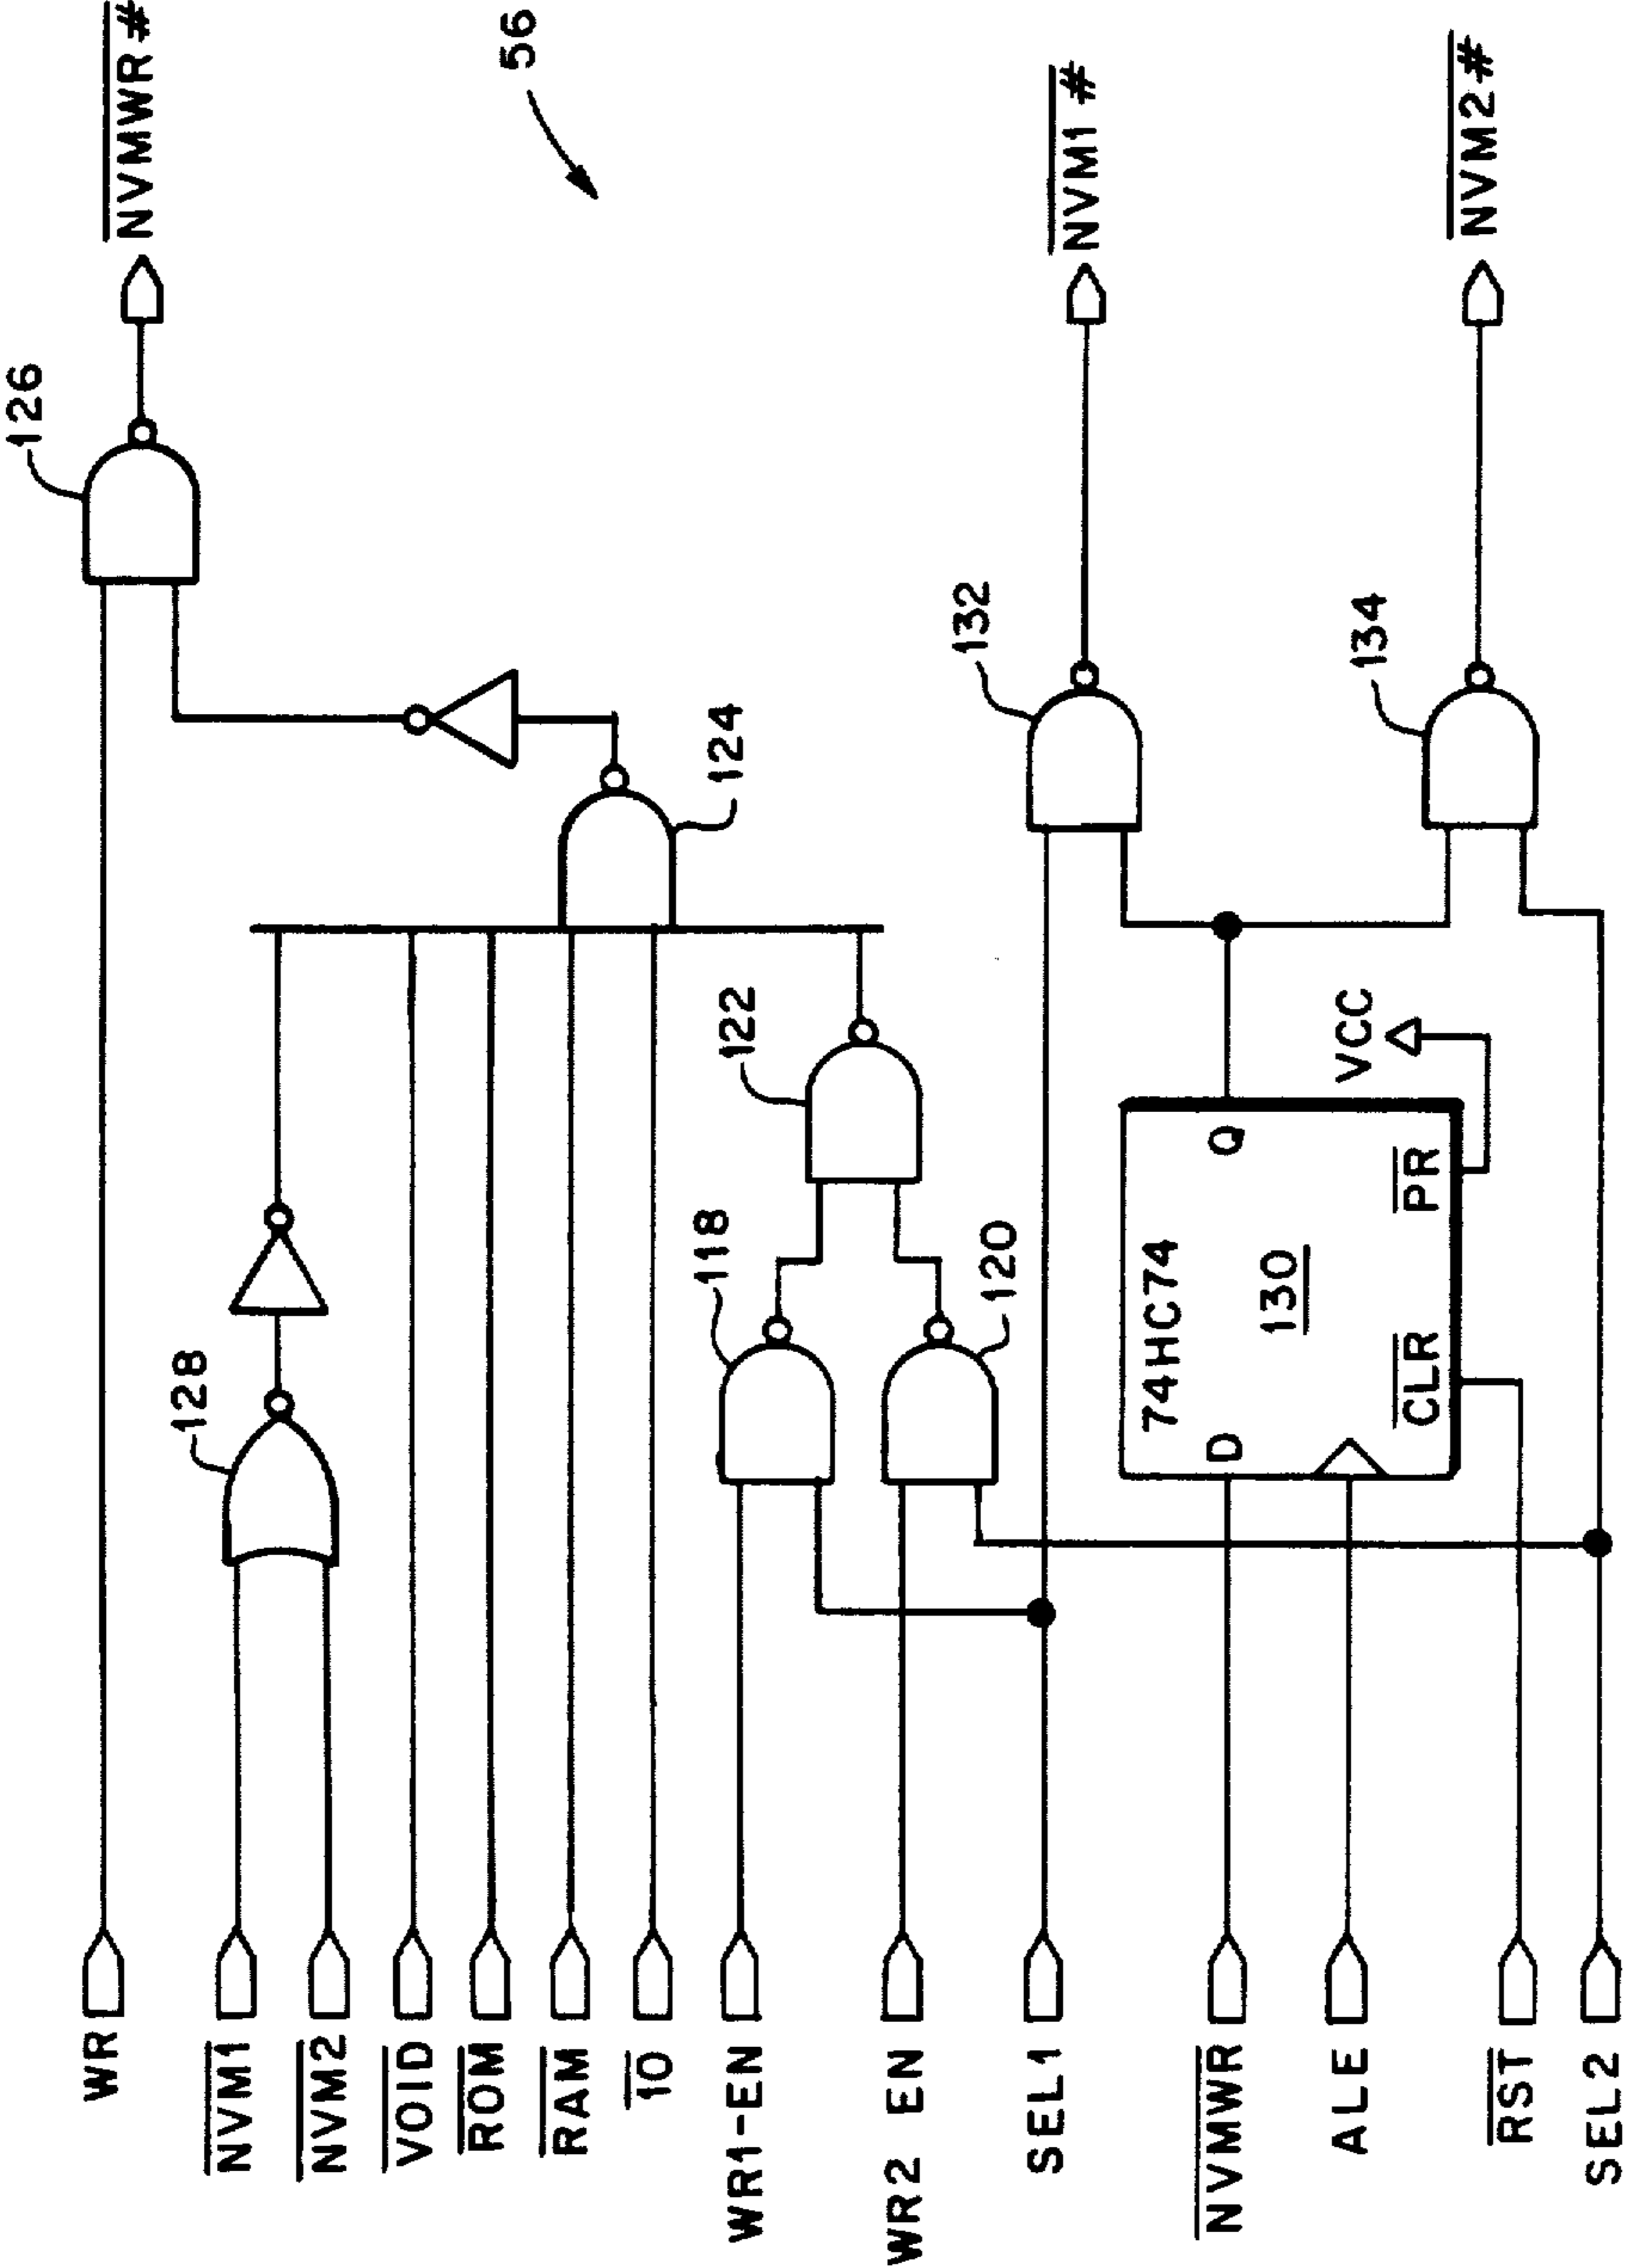 WR
NVM1
NVM2
VOID
ROM
RAM
10
WR1-EN
WR2 EN
SEL1
NVMWR
ALE
RST
SEL2
128
118
120
122
124
126
132
134
74HC74
D
Q
130
CLR
PR
VCC
56
NVMWR#
NVM1#
NVM2#